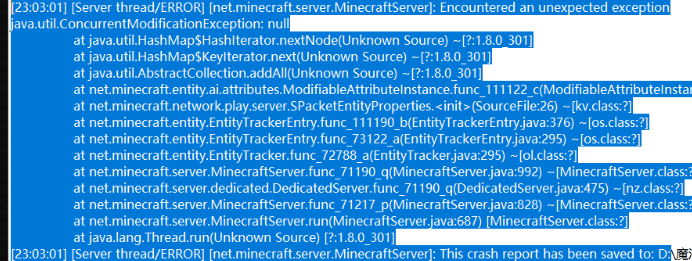 [23:03:01] [Server thread/ERROR] [net.minecraft.server.MinecraftServer]: Encountered an unexpected exception
java.util.ConcurrentModificationException: null
at java.util.HashMap$HashIterator.nextNode(Unknown Source) ~[?:1.8.0_301]
at java.util.HashMap$KeyIterator.next(Unknown Source) ~[?:1.8.0_301]
at java.util.AbstractCollection.addAll(Unknown Source) ~[?:1.8.0_301]
at net.minecraft.entity.ai.attributes.ModifiableAttributeInstance.func_111122_c(ModifiableAttributeInstan
at net.minecraft.network.play.server.SPacketEntityProperties.<init>(SourceFile:26) ~[kv.class:?]
at net.minecraft.entity.EntityTrackerEntry.func_111190_b(EntityTrackerEntry.java:376) ~[os.class:?]
at net.minecraft.entity.EntityTrackerEntry.func_73122_a(EntityTrackerEntry.java:295) ~[os.class:?]
at net.minecraft.entity.EntityTracker.func_72788_a(EntityTracker.java:295) ~[ol.class:?]
at net.minecraft.server.MinecraftServer.func_71190_q(MinecraftServer.java:992) ~[MinecraftServer.class:?
at net.minecraft.server.dedicated.DedicatedServer.func_71190_q(DedicatedServer.java:475) ~[nz.class:?]
at net.minecraft.server.MinecraftServer.func_71217_p(MinecraftServer.java:828) ~[MinecraftServer.class:?]
at net.minecraft.server.MinecraftServer.run(MinecraftServer.java:687) [MinecraftServer.class:?]
at java.lang.Thread.run(Unknown Source) [?:1.8.0_301]
[23:03:01] [Server thread/ERROR] [net.minecraft.server.MinecraftServer]: This crash report has been saved to: D:\魔